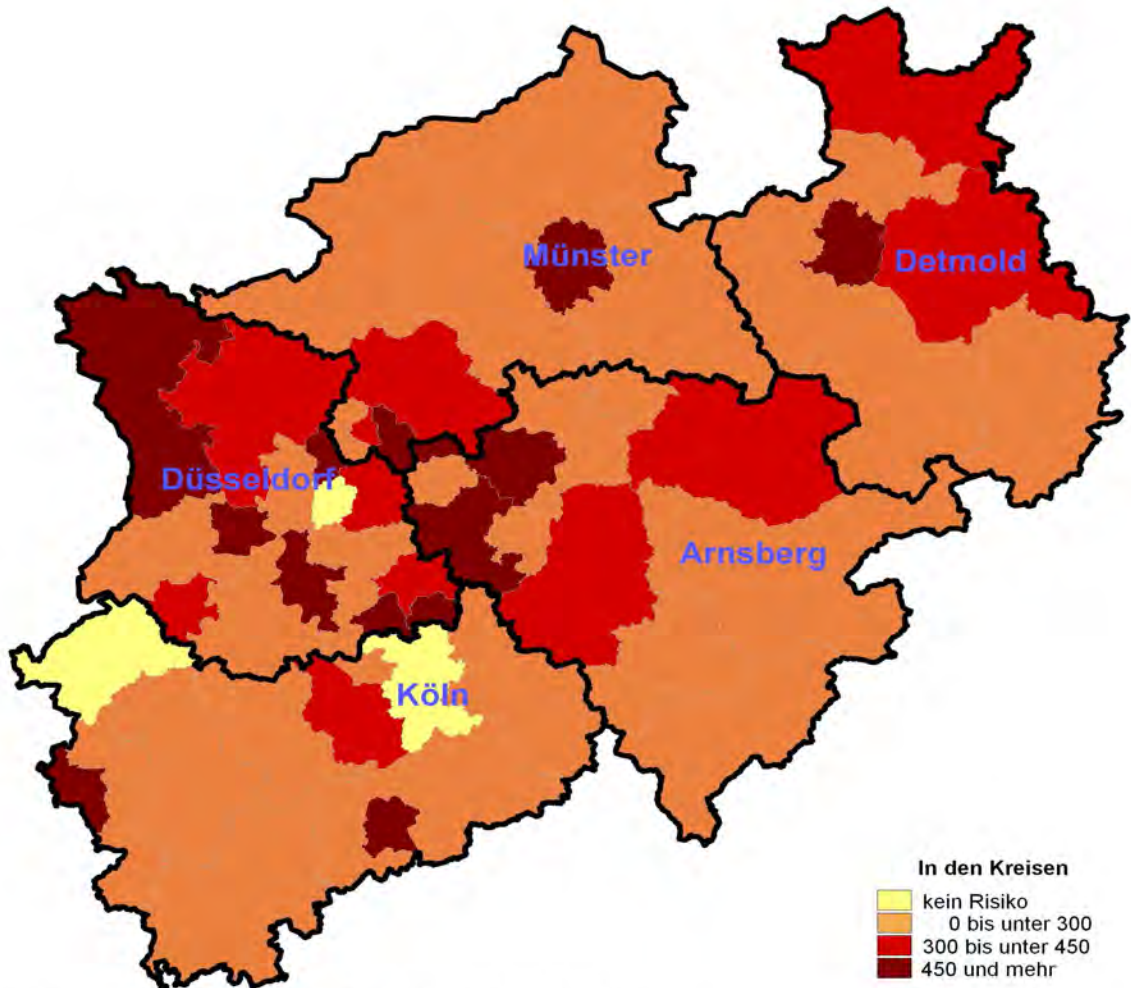 Münster
Detmold
Düsseldorf
Arnsberg
Köln
In den Kreisen
kein Risiko
0 bis unter 300
300 bis unter 450
450 und mehr